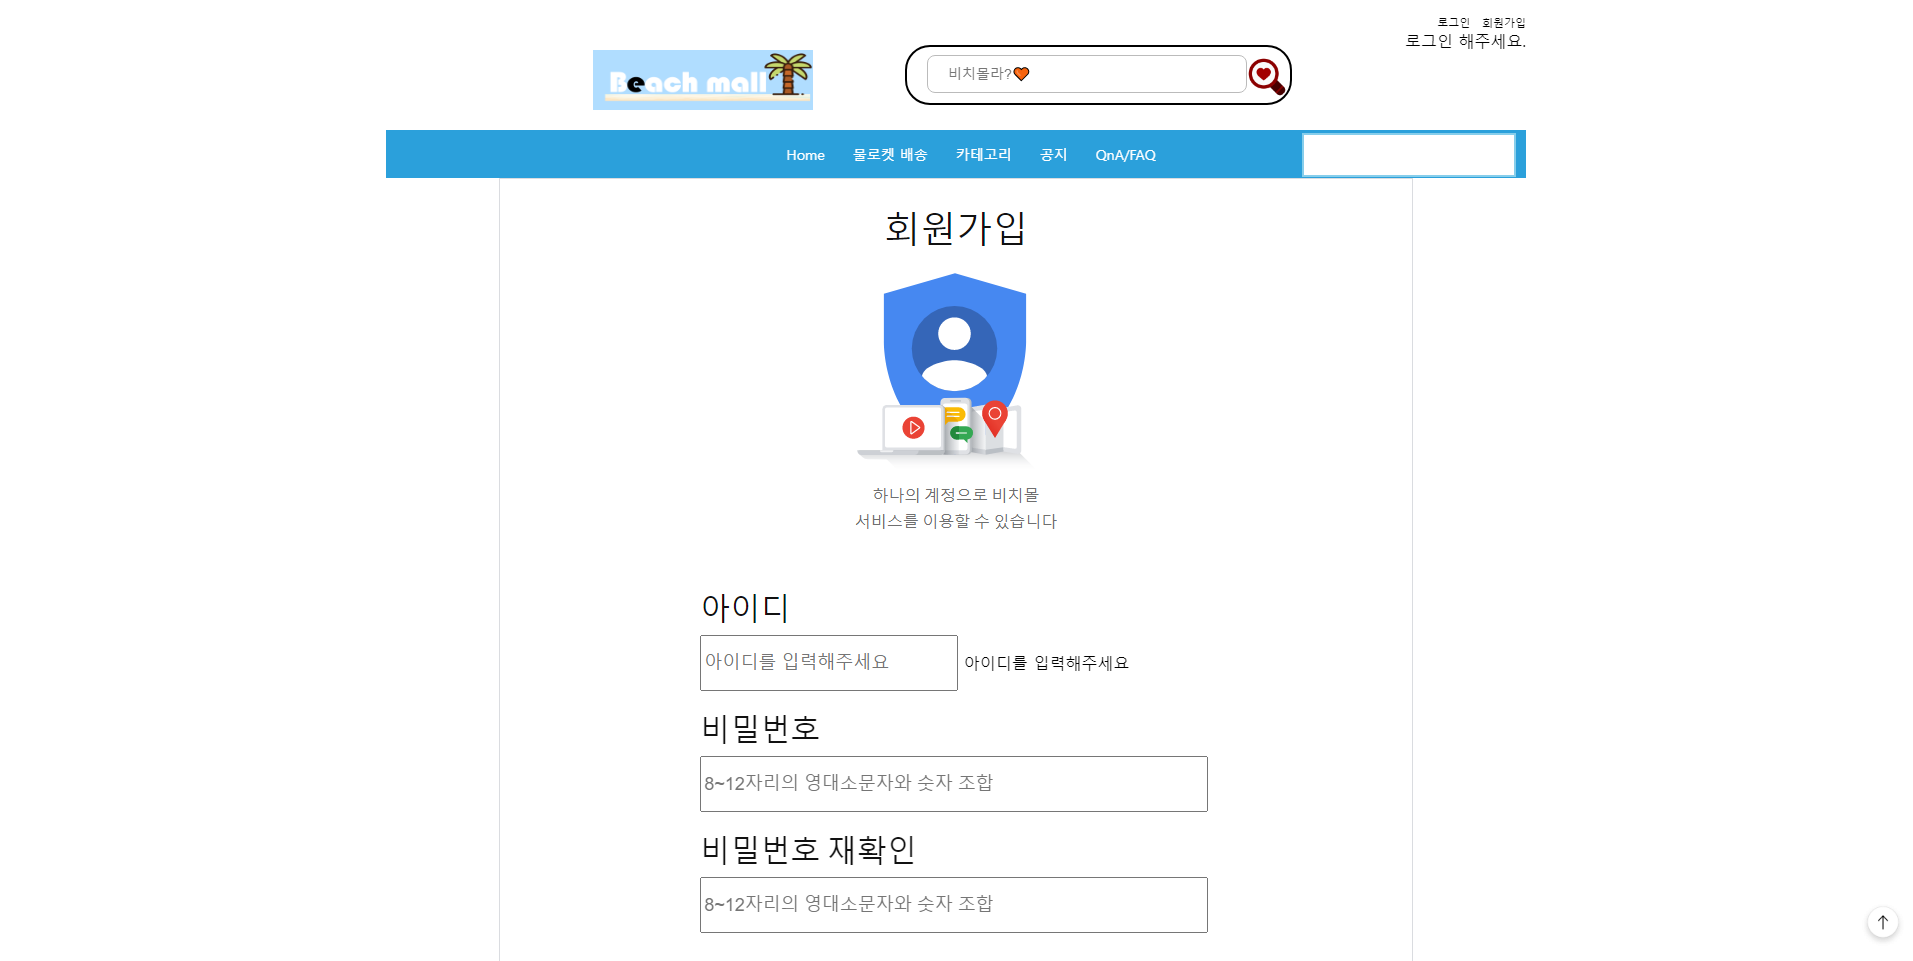 로그인 회원가입
로그인 해주세요.
Beach mall
비치몰라?🧡
Home 물로켓 배송 카테고리 공지 QnA/FAQ
회원가입
하나의 계정으로 비치몰
서비스를 이용할 수 있습니다
아이디
아이디를 입력해주세요 아이디를 입력해주세요
비밀번호
8~12자리의 영대소문자와 숫자 조합
비밀번호 재확인
8~12자리의 영대소문자와 숫자 조합